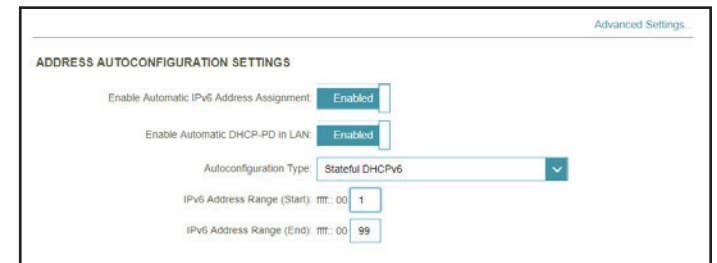 Advanced Settings...
ADDRESS AUTOCONFIGURATION SETTINGS
Enable Automatic IPv6 Address Assignment: Enabled
Enable Automatic DHCP-PD in LAN: Enabled
Autoconfiguration Type: Stateful DHCPv6
IPv6 Address Range (Start): ffff:: 00 1
IPv6 Address Range (End): ffff:: 00 99